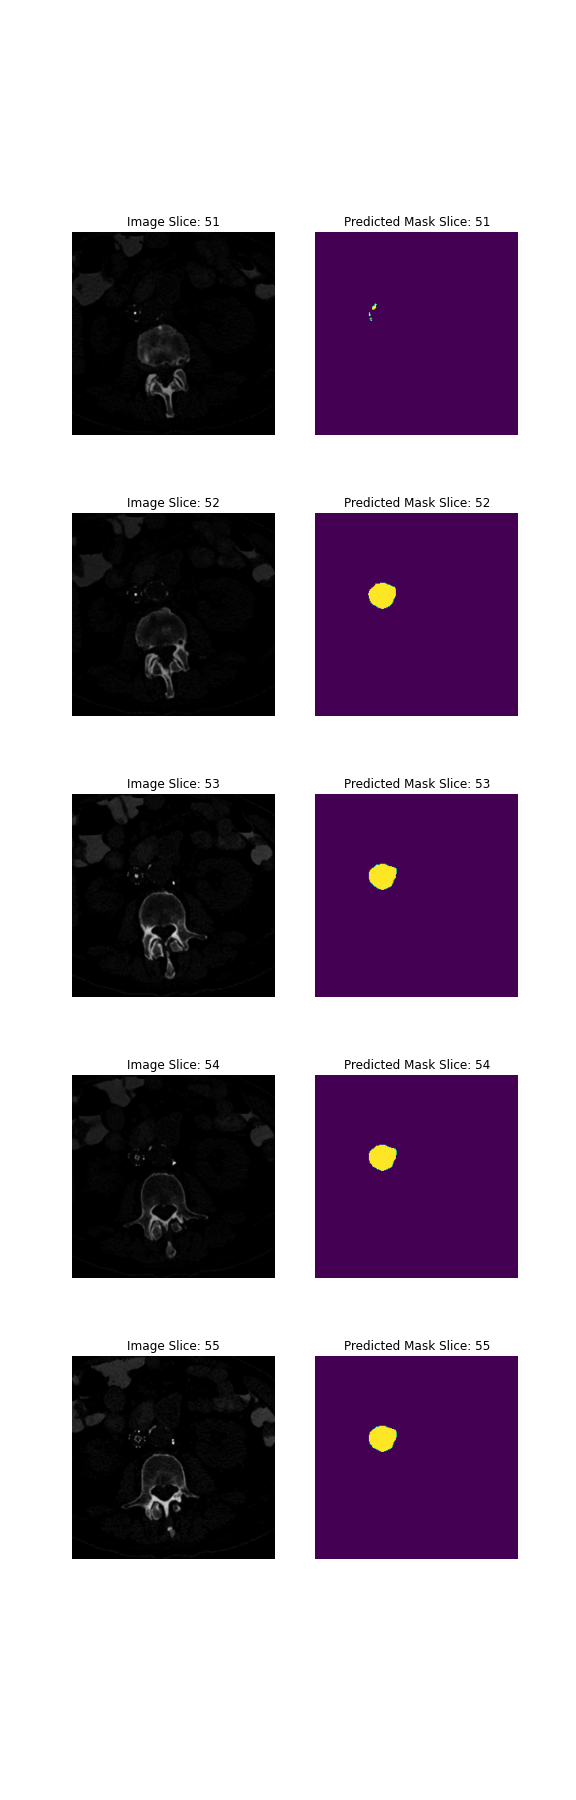 Image Slice: 51
Predicted Mask Slice: 51
Image Slice: 52
Predicted Mask Slice: 52
Image Slice: 53
Predicted Mask Slice: 53
Image Slice: 54
Predicted Mask Slice: 54
Image Slice: 55
Predicted Mask Slice: 55